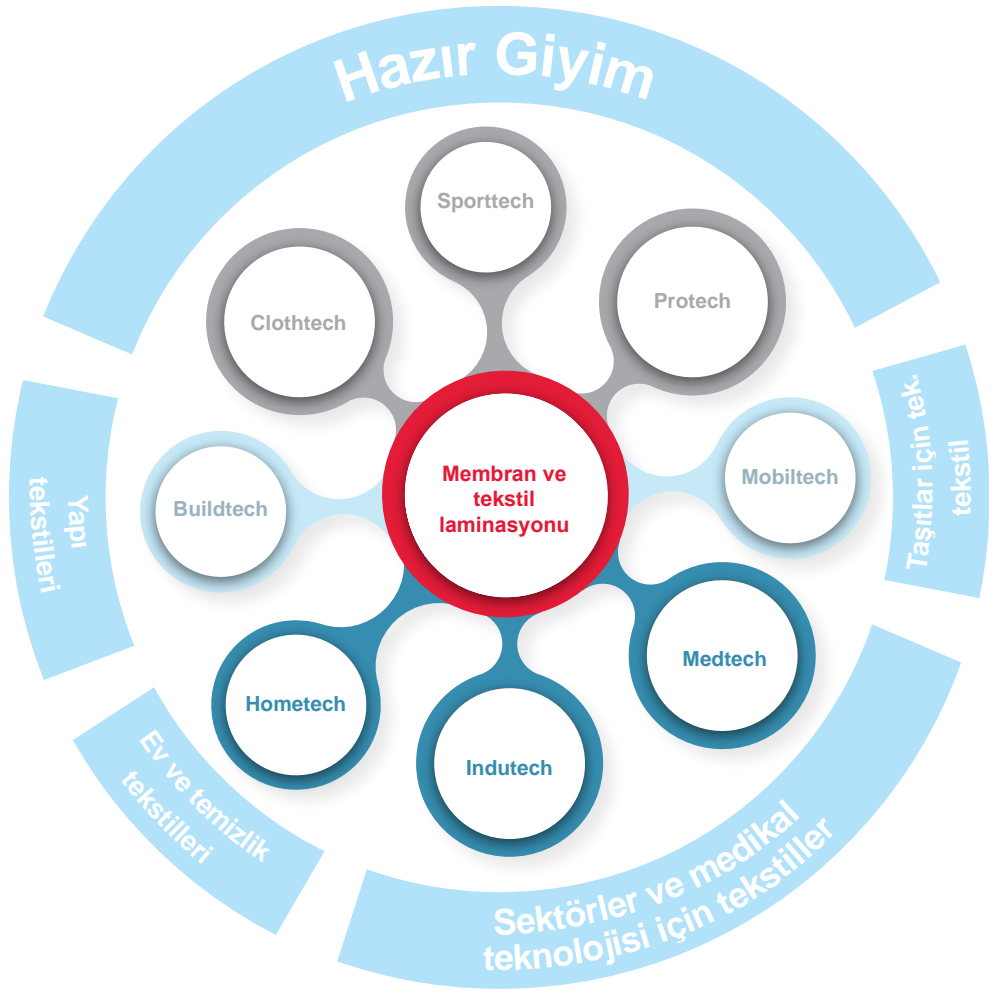 Hazır Giyim
Sporttech
Clothtech
Protech
Membran ve
tekstil
laminasyonu
Buildtech
Mobiltech
Taşıtlar için tek.
tekstil
Yapı
tekstilleri
Hometech
Indutech
Medtech
Ev ve temizlik
tekstilleri
Sektörler ve medikal
teknolojisi için tekstiller